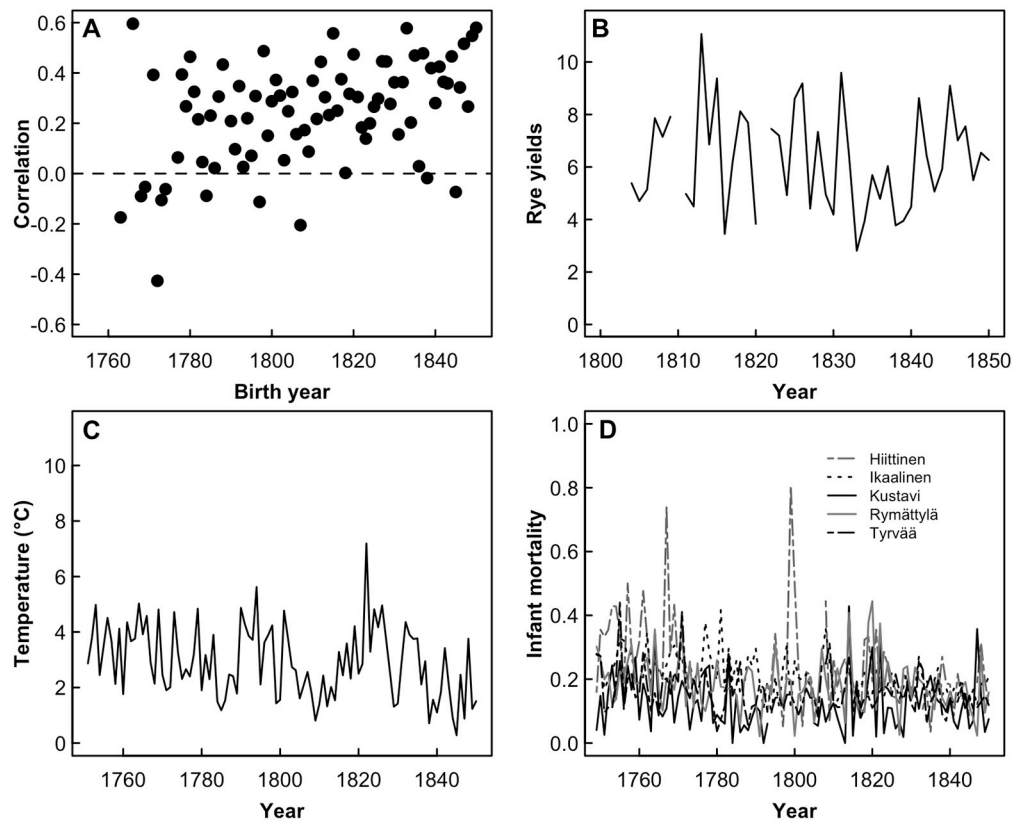 A
Correlation
0.6
0.4
0.2
0.0
-0.2
-0.4
-0.6
1760 1780 1800 1820 1840
Birth year
B
Rye yields
10
8
6
4
2
0
1800 1810 1820 1830 1840 1850
Year
C
Temperature (°C)
10
8
6
4
2
0
1760 1780 1800 1820 1840
Year
D
Infant mortality
1.0
0.8
0.6
0.4
0.2
0.0
Hiittinen
Ikaalinen
Kustavi
Rymättylä
Tyrvää
1760 1780 1800 1820 1840
Year